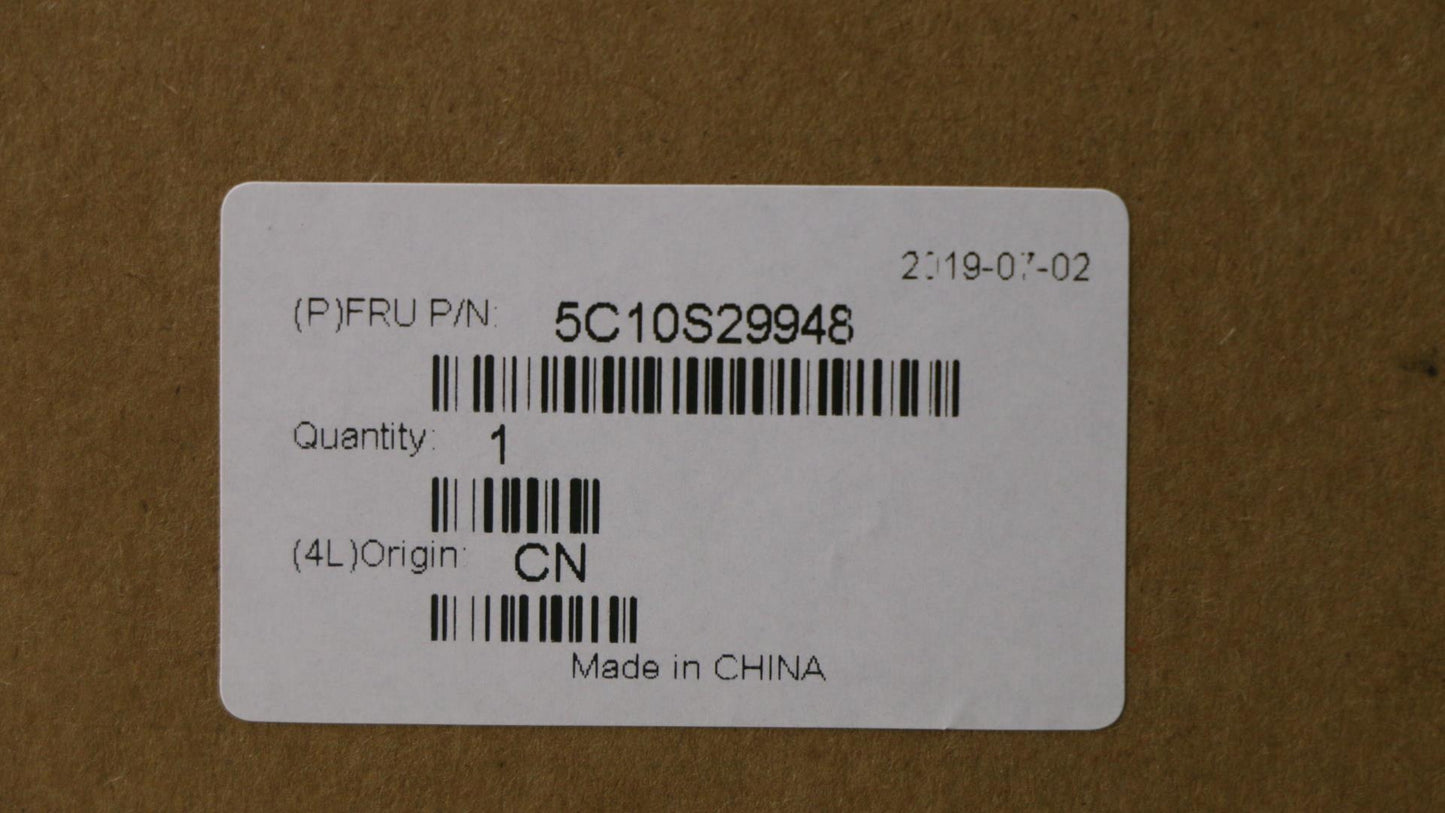 2019-07-02
(P)FRU P/N: 5C10S29948
Quantity: 1
(4L)Origin: CN
Made in CHINA